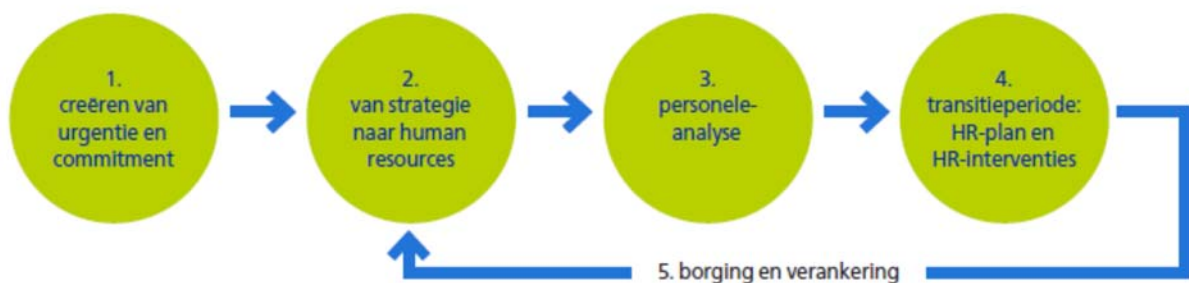 1.
creëren van
urgentie en
commitment
2.
van strategie
naar human
resources
3.
personele-
analyse
4.
transitieperiode:
HR-plan en
HR-interventies
5. borging en verankering